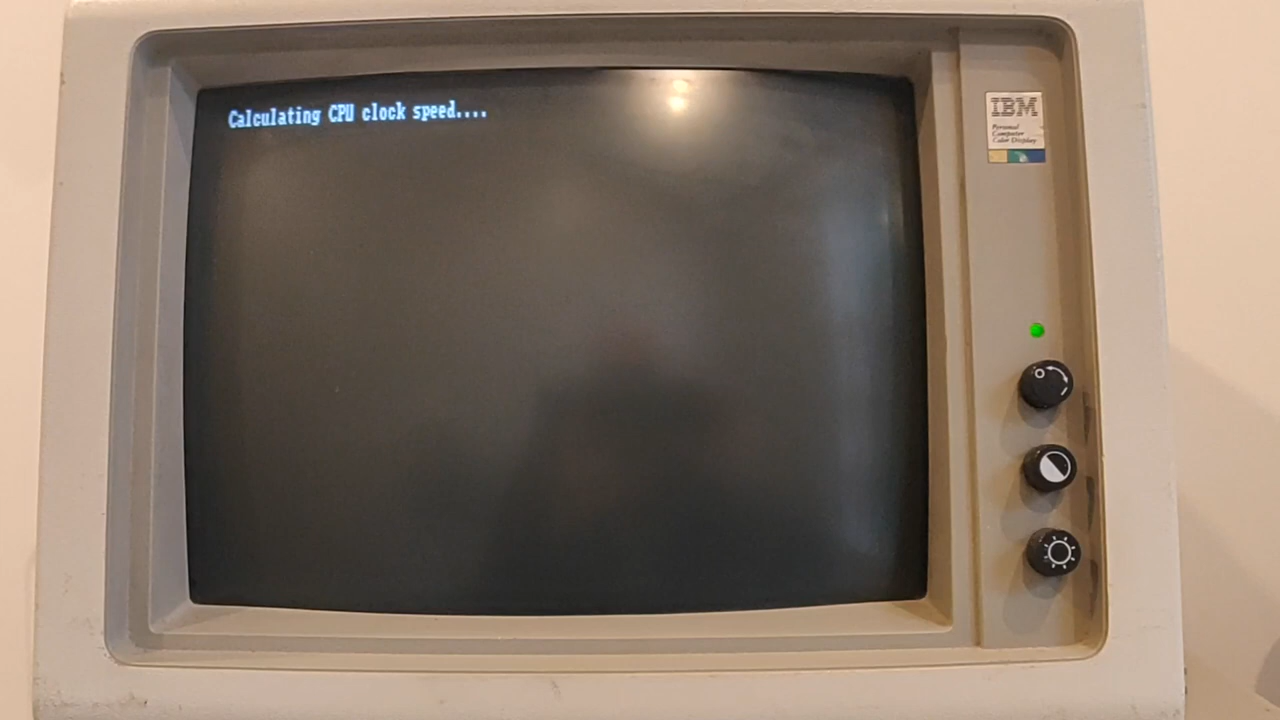 Calculating CPU clock speed....
IBM
Personal
Computer
Color Display